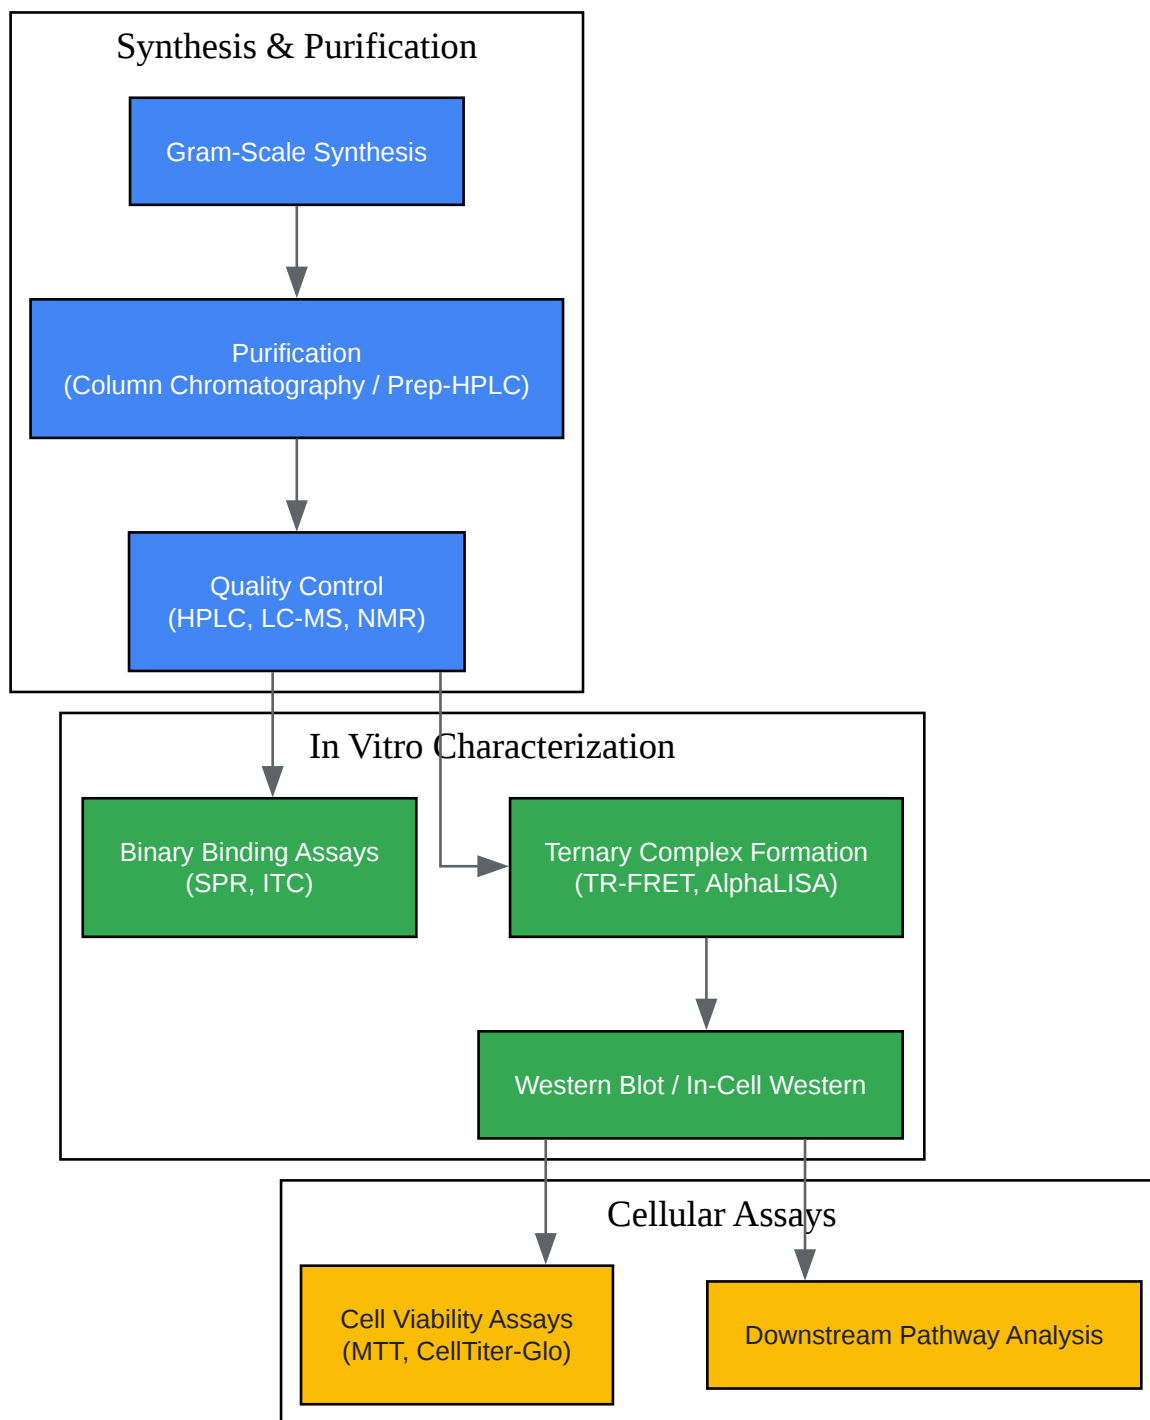 Synthesis & Purification
Gram-Scale Synthesis
Purification
(Column Chromatography / Prep-HPLC)
Quality Control
(HPLC, LC-MS, NMR)
In Vitro Characterization
Binary Binding Assays
(SPR, ITC)
Ternary Complex Formation
(TR-FRET, AlphaLISA)
Western Blot / In-Cell Western
Cellular Assays
Cell Viability Assays
(MTT, CellTiter-Glo)
Downstream Pathway Analysis